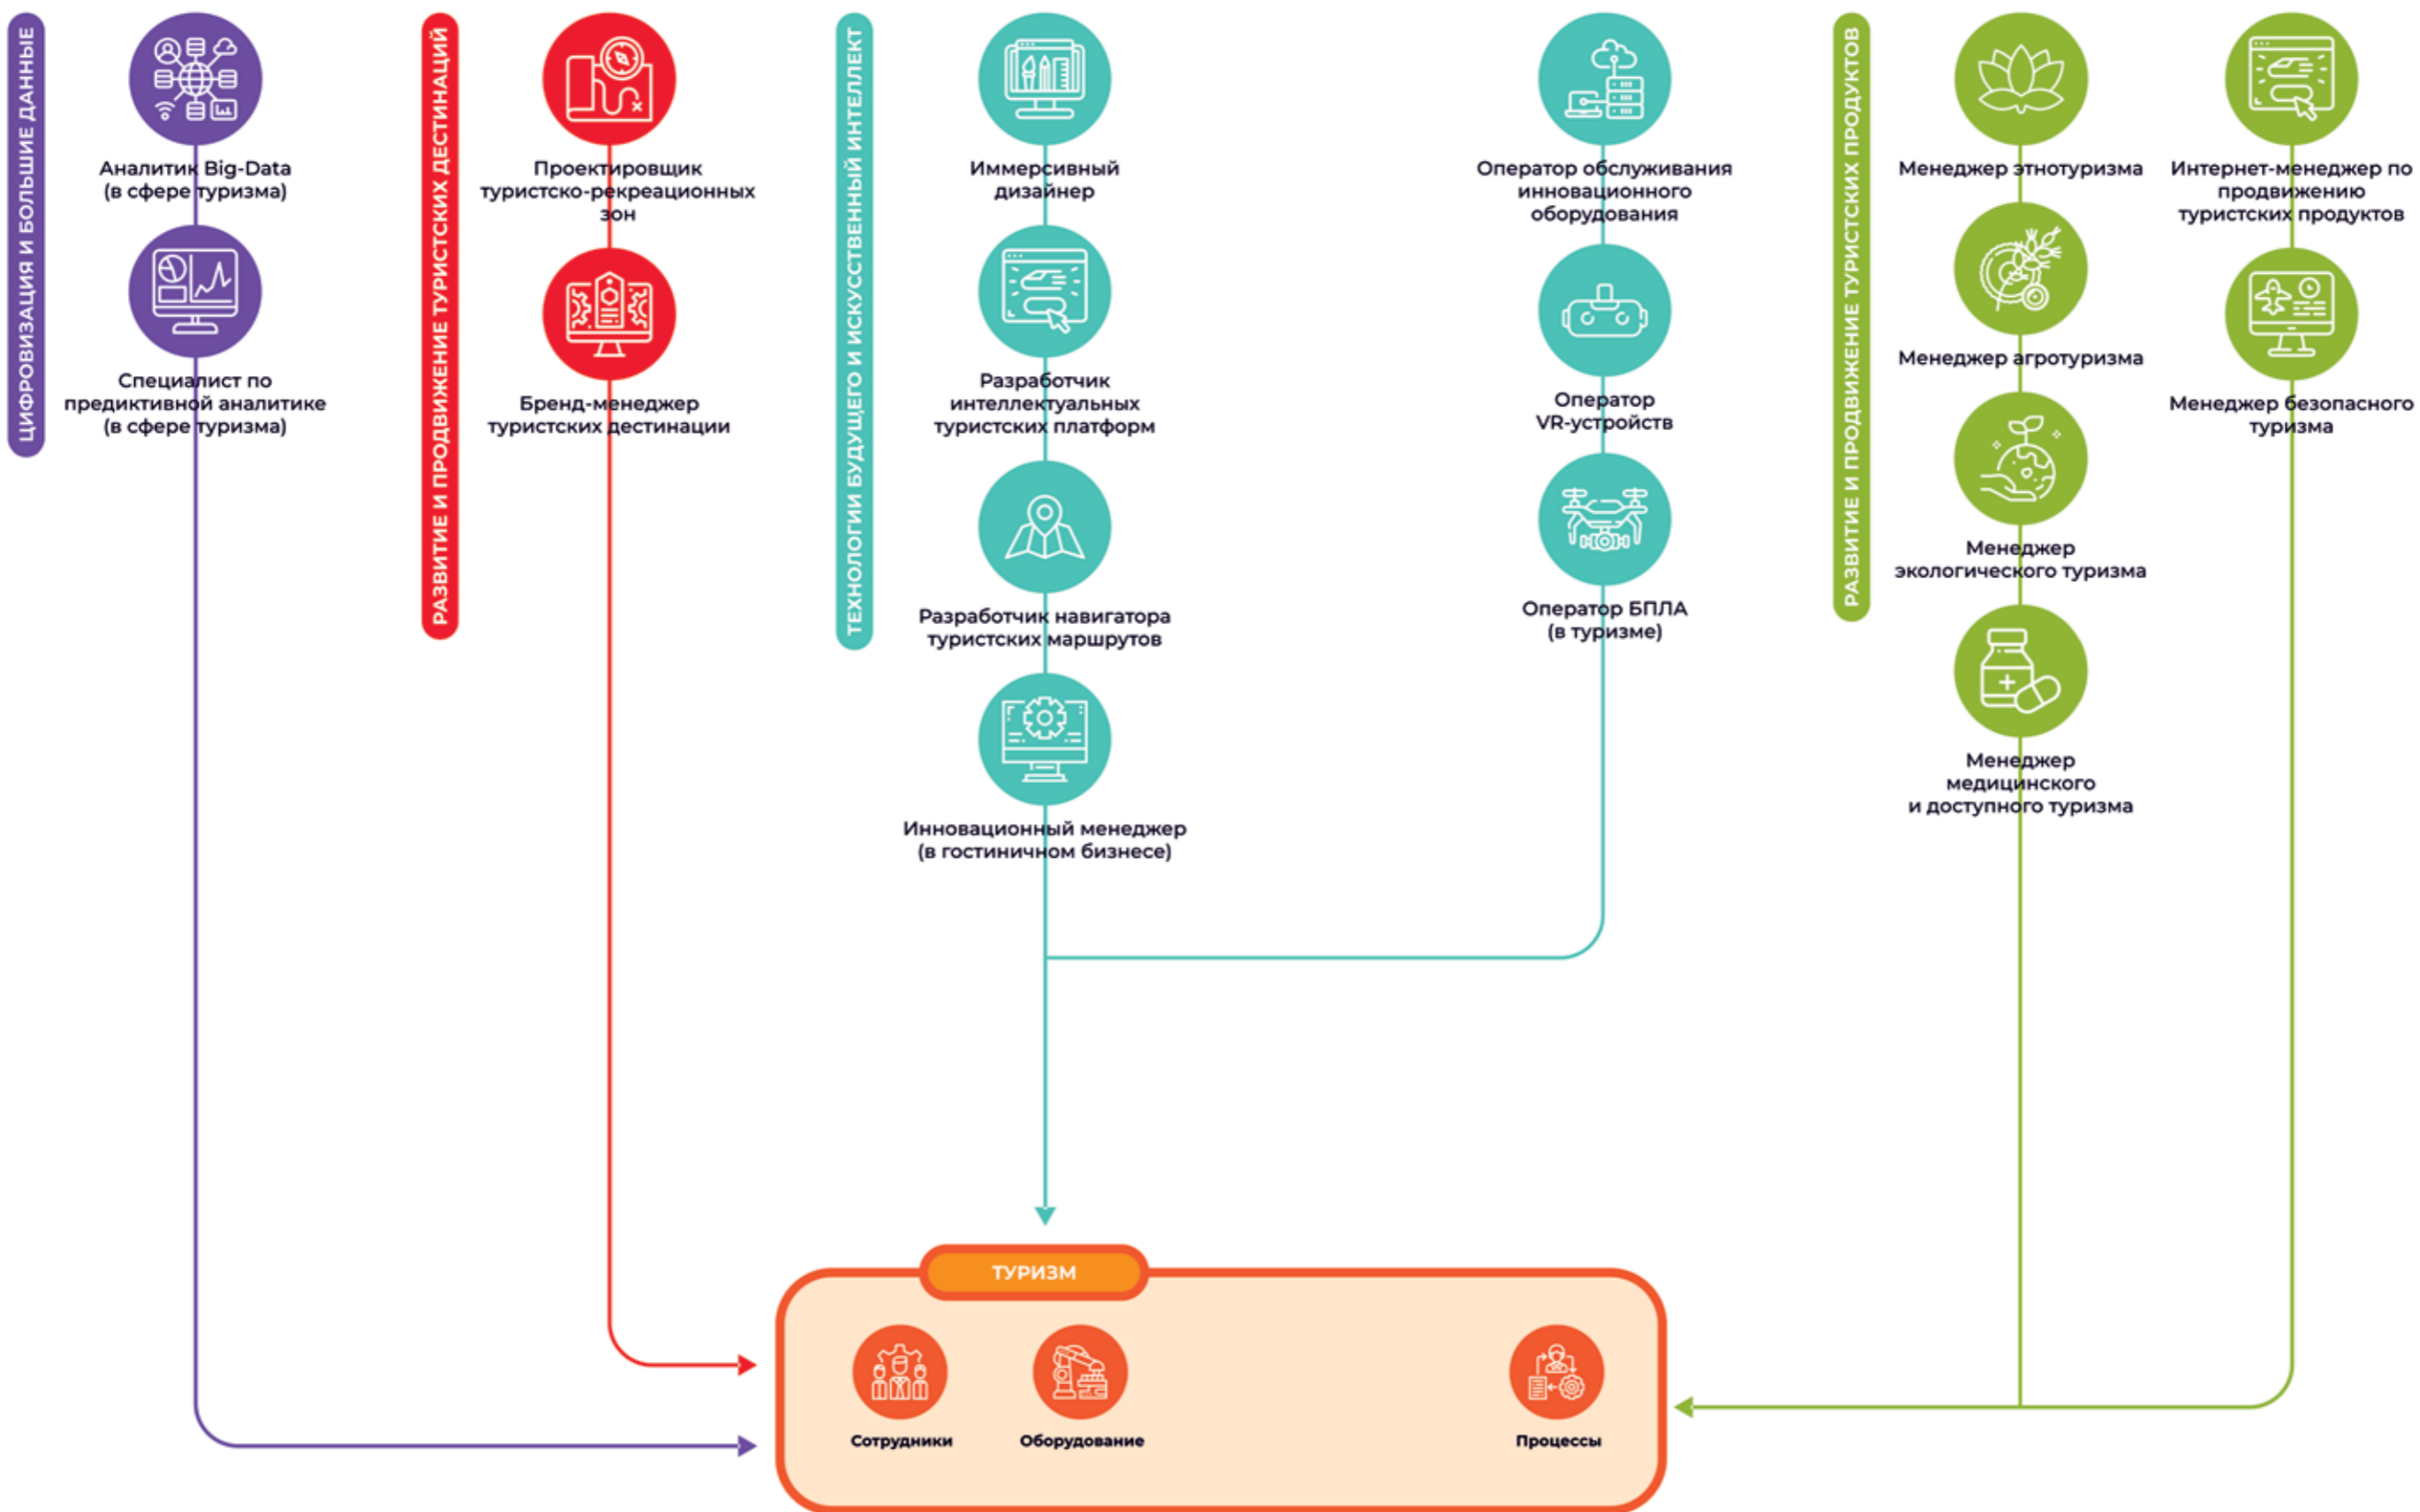 ЦИФРОВИЗАЦИЯ И БОЛЬШИЕ ДАННЫЕ
Аналитик Big-Data
(в сфере туризма)
Специалист по
предиктивной аналитике
(в сфере туризма)
РАЗВИТИЕ И ПРОДВИЖЕНИЕ ТУРИСТСКИХ ДЕСТИНАЦИЙ
Проектировщик
туристско-рекреационных
зон
Бренд-менеджер
туристских дестинации
ТЕХНОЛОГИИ БУДУЩЕГО И ИСКУССТВЕННЫЙ ИНТЕЛЛЕКТ
Иммерсивный
дизайнер
Разработчик
интеллектуальных
туристских платформ
Разработчик навигатора
туристских маршрутов
Инновационный менеджер
(в гостиничном бизнесе)
Оператор обслуживания
инновационного
оборудования
Оператор
VR-устройств
Оператор БПЛА
(в туризме)
РАЗВИТИЕ И ПРОДВИЖЕНИЕ ТУРИСТСКИХ ПРОДУКТОВ
Менеджер этнотуризма
Менеджер агротуризма
Менеджер
экологического туризма
Менеджер
медицинского
и доступного туризма
Интернет-менеджер по
продвижению
туристских продуктов
Менеджер безопасного
туризма
ТУРИЗМ
Сотрудники
Оборудование
Процессы